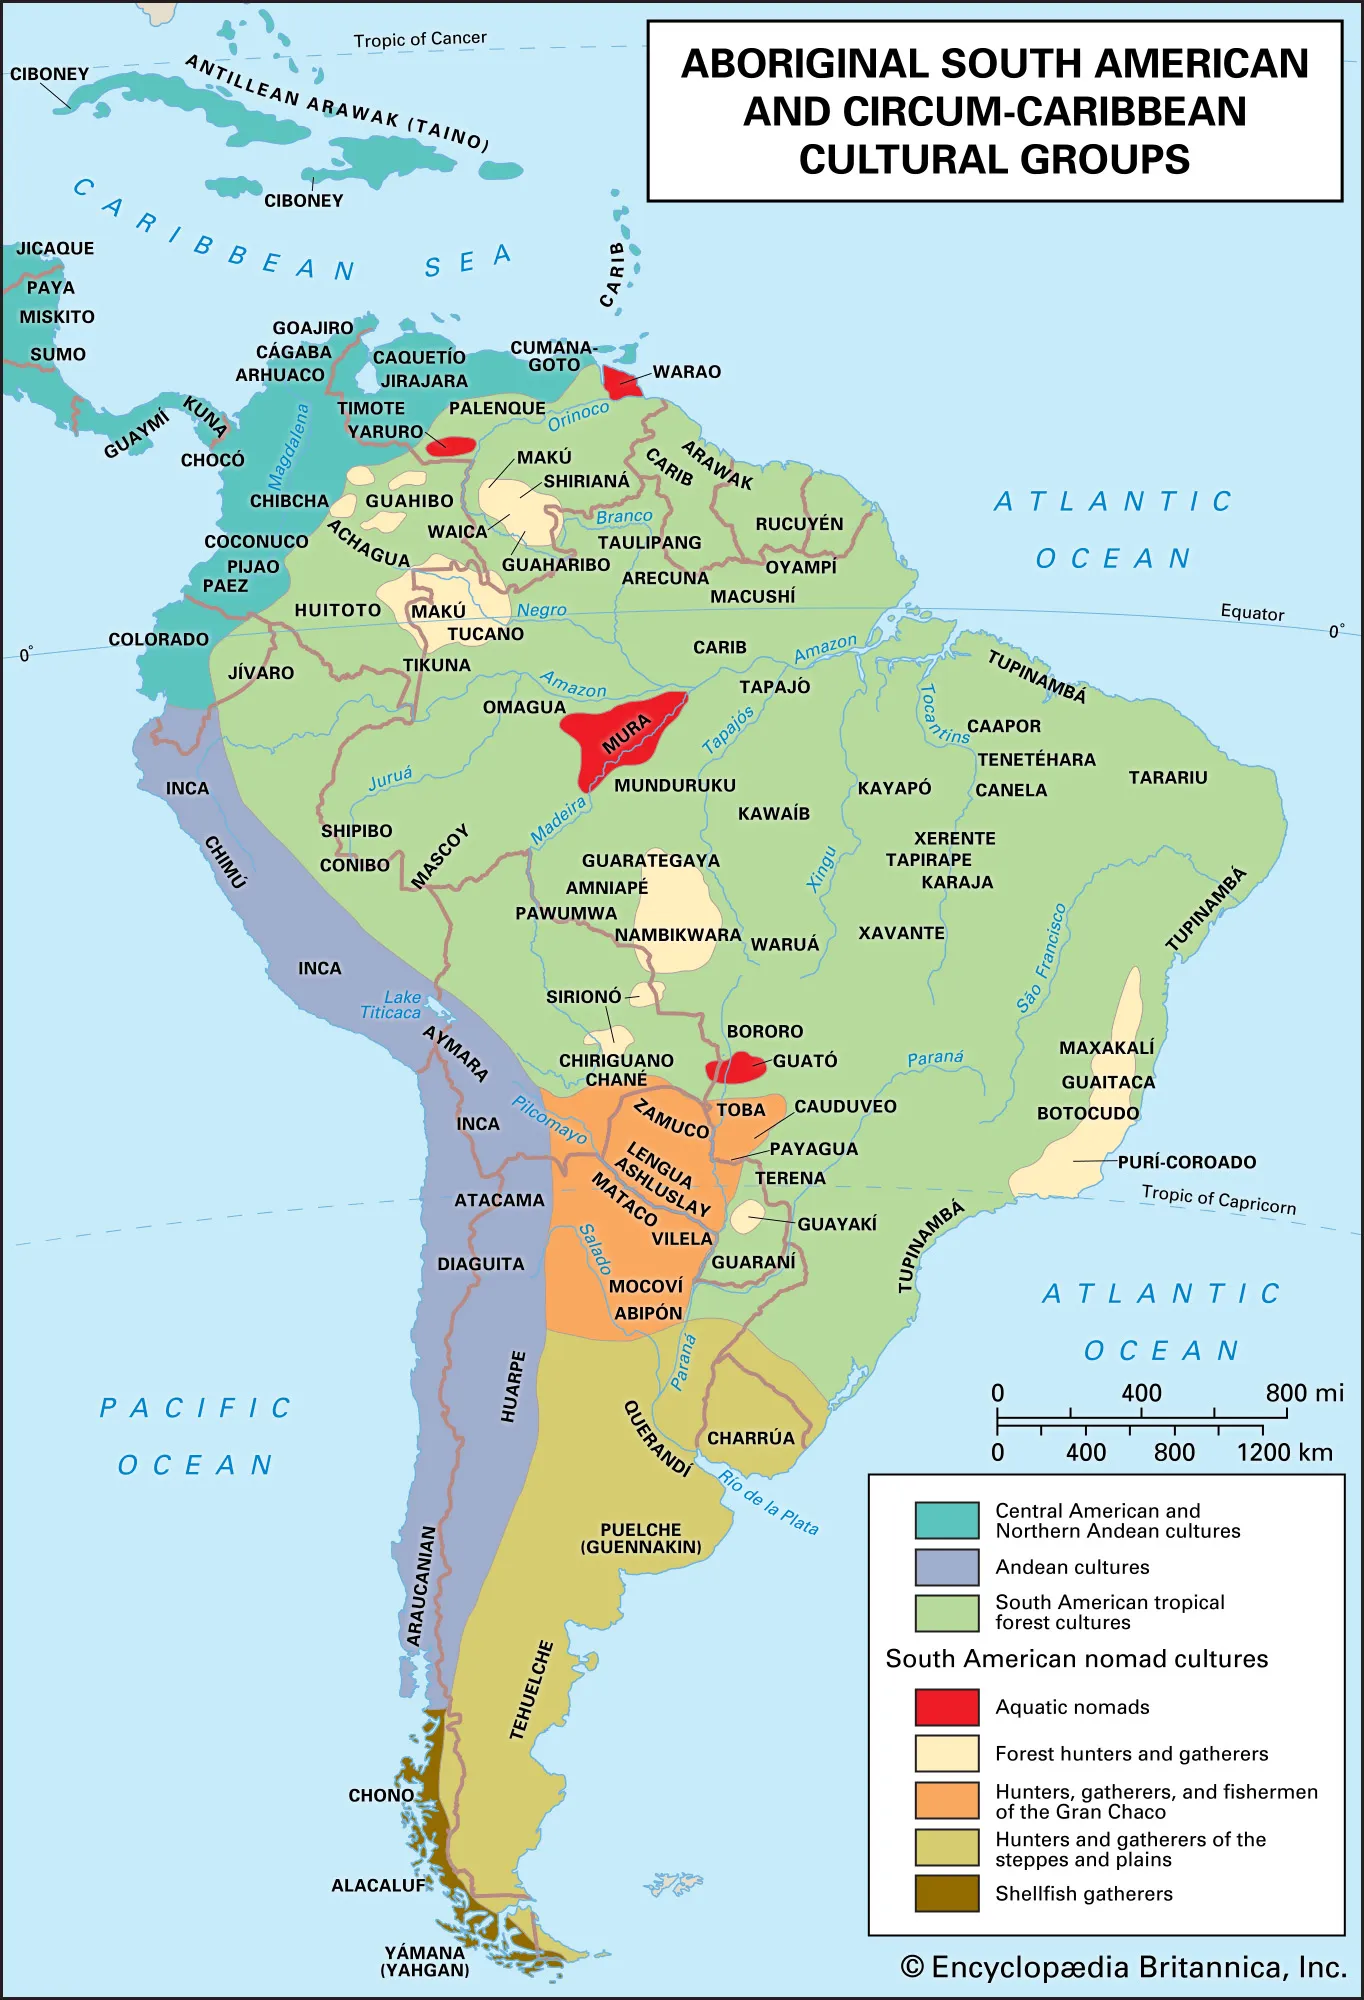 ABORIGINAL SOUTH AMERICAN
AND CIRCUM-CARIBBEAN
CULTURAL GROUPS
Tropic of Cancer
CIBONEY
ANTILLEAN ARAWAK (TAINO)
CIBONEY
CARIBBEAN SEA
CARIB
JICAQUE
PAYA
MISKITO
SUMO
GUAYMÍ
KUNA
CHOCÓ
GOAJIRO
CÁGABA
ARHUACO
CAQUETÍO
JIRAJARA
CUMANA-
GOTO
WARAO
TIMOTE
YARURO
PALENQUE
Orinoco
Magdalena
MAKÚ
SHIRIANÁ
CARIB
ARAWAK
CHIBCHA
GUAHIBO
WAICA
Branco
RUCUYÉN
ACHAGUA
COCONUCO
TAULIPANG
PIJAO
GUAHARIBO
OYAMPÍ
PAEZ
ARECUNA
MACUSHÍ
HUITOTO
MAKÚ
Negro
Equator
0°
0°
COLORADO
TUCANO
CARIB
Amazon
JÍVARO
TIKUNA
TUPINAMBÁ
Amazon
TAPAJÓ
OMAGUA
MURA
Tapajós
Tocantins
CAAPOR
TENETÉHARA
TARARIU
INCA
Juruá
MUNDURUKU
KAYAPÓ
CANELA
Madeira
KAWAÍB
SHIPIBO
XERENTE
CHIMÚ
CONIBO
MASCOY
GUARATEGAYA
Xingu
TAPIRAPE
AMNIAPÉ
KARAJA
PAWUMWA
TUPINAMBÁ
NAMBIKWARA
WARUÁ
XAVANTE
INCA
São Francisco
Lake
Titicaca
SIRIONÓ
AYMARA
BORORO
MAXAKALÍ
CHIRIGUANO
CHANÉ
GUATÓ
Paraná
GUAITACA
Pilcomayo
ZAMUCO
TOBA
CAUDUVEO
BOTOCUDO
INCA
LENGUA
ASHLUSLAY
PAYAGUA
PURÍ-COROADO
TERENA
ATACAMA
MATACO
Tropic of Capricorn
GUAYAKÍ
VILELA
Salado
DIAGUITA
GUARANÍ
TUPINAMBÁ
MOCOVÍ
ABIPÓN
ATLANTIC
OCEAN
ATLANTIC
OCEAN
HUARPE
Paraná
PACIFIC
OCEAN
QUERANDÍ
CHARRÚA
Río de la Plata
PUELCHE
(GUENNAKIN)
ARAUCANIAN
TEHUELCHE
CHONO
ALACALUF
YÁMANA
(YAHGAN)
0 400 800 mi
0 400 800 1200 km
Central American and
Northern Andean cultures
Andean cultures
South American tropical
forest cultures
South American nomad cultures
Aquatic nomads
Forest hunters and gatherers
Hunters, gatherers, and fishermen
of the Gran Chaco
Hunters and gatherers of the
steppes and plains
Shellfish gatherers
© Encyclopædia Britannica, Inc.